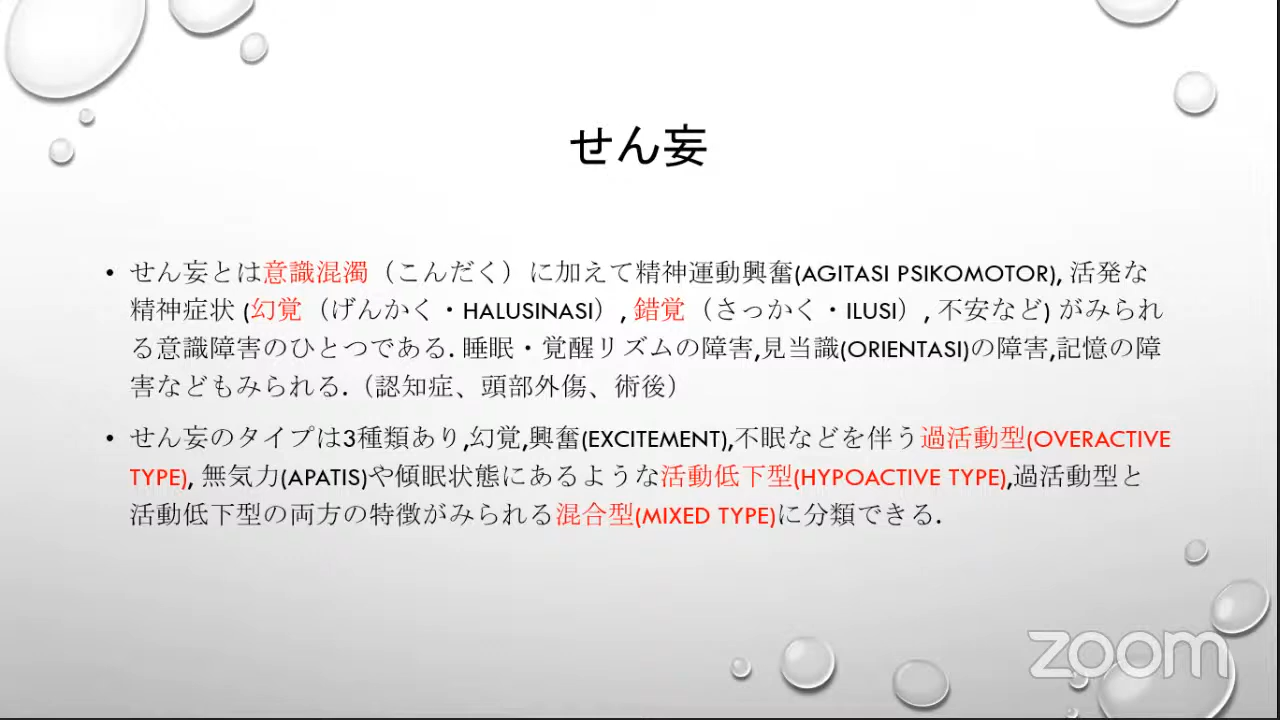 せん妄
• せん妄とは意識混濁（こんだく）に加えて精神運動興奮(AGITASI PSIKOMOTOR), 活発な
精神症状 (幻覚（げんかく・HALUSINASI）, 錯覚（さっかく・ILUSI）, 不安など) がみられ
る意識障害のひとつである. 睡眠・覚醒リズムの障害,見当識(ORIENTASI)の障害,記憶の障
害などもみられる.（認知症、頭部外傷、術後）
• せん妄のタイプは3種類あり,幻覚,興奮(EXCITEMENT),不眠などを伴う過活動型(OVERACTIVE
TYPE), 無気力(APATIS)や傾眠状態にあるような活動低下型(HYPOACTIVE TYPE),過活動型と
活動低下型の両方の特徴がみられる混合型(MIXED TYPE)に分類できる.
zoom